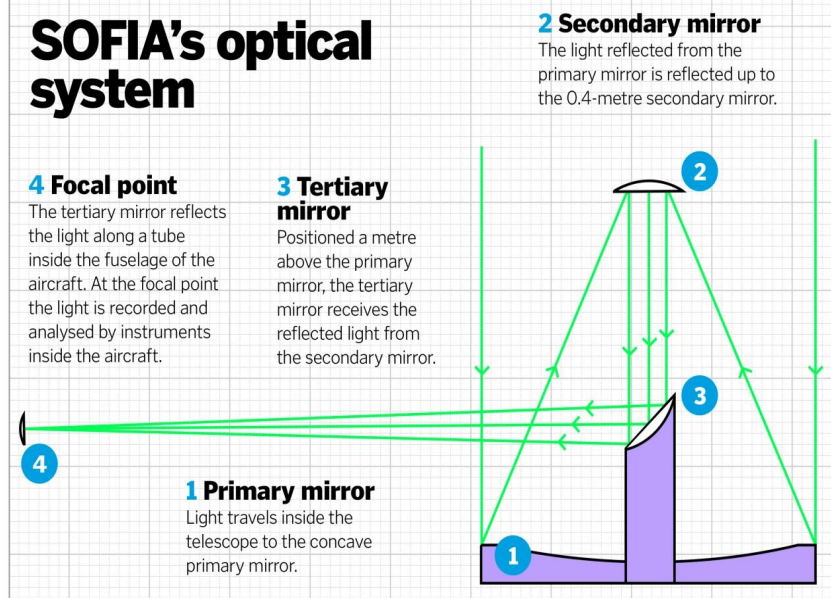 SOFIA's optical
system
2 Secondary mirror
The light reflected from the
primary mirror is reflected up to
the 0.4-metre secondary mirror.
4 Focal point
The tertiary mirror reflects
the light along a tube
inside the fuselage of the
aircraft. At the focal point
the light is recorded and
analysed by instruments
inside the aircraft.
3 Tertiary
mirror
Positioned a metre
above the primary
mirror, the tertiary
mirror receives the
reflected light from
the secondary mirror.
1 Primary mirror
Light travels inside the
telescope to the concave
primary mirror.
2
3
4
1